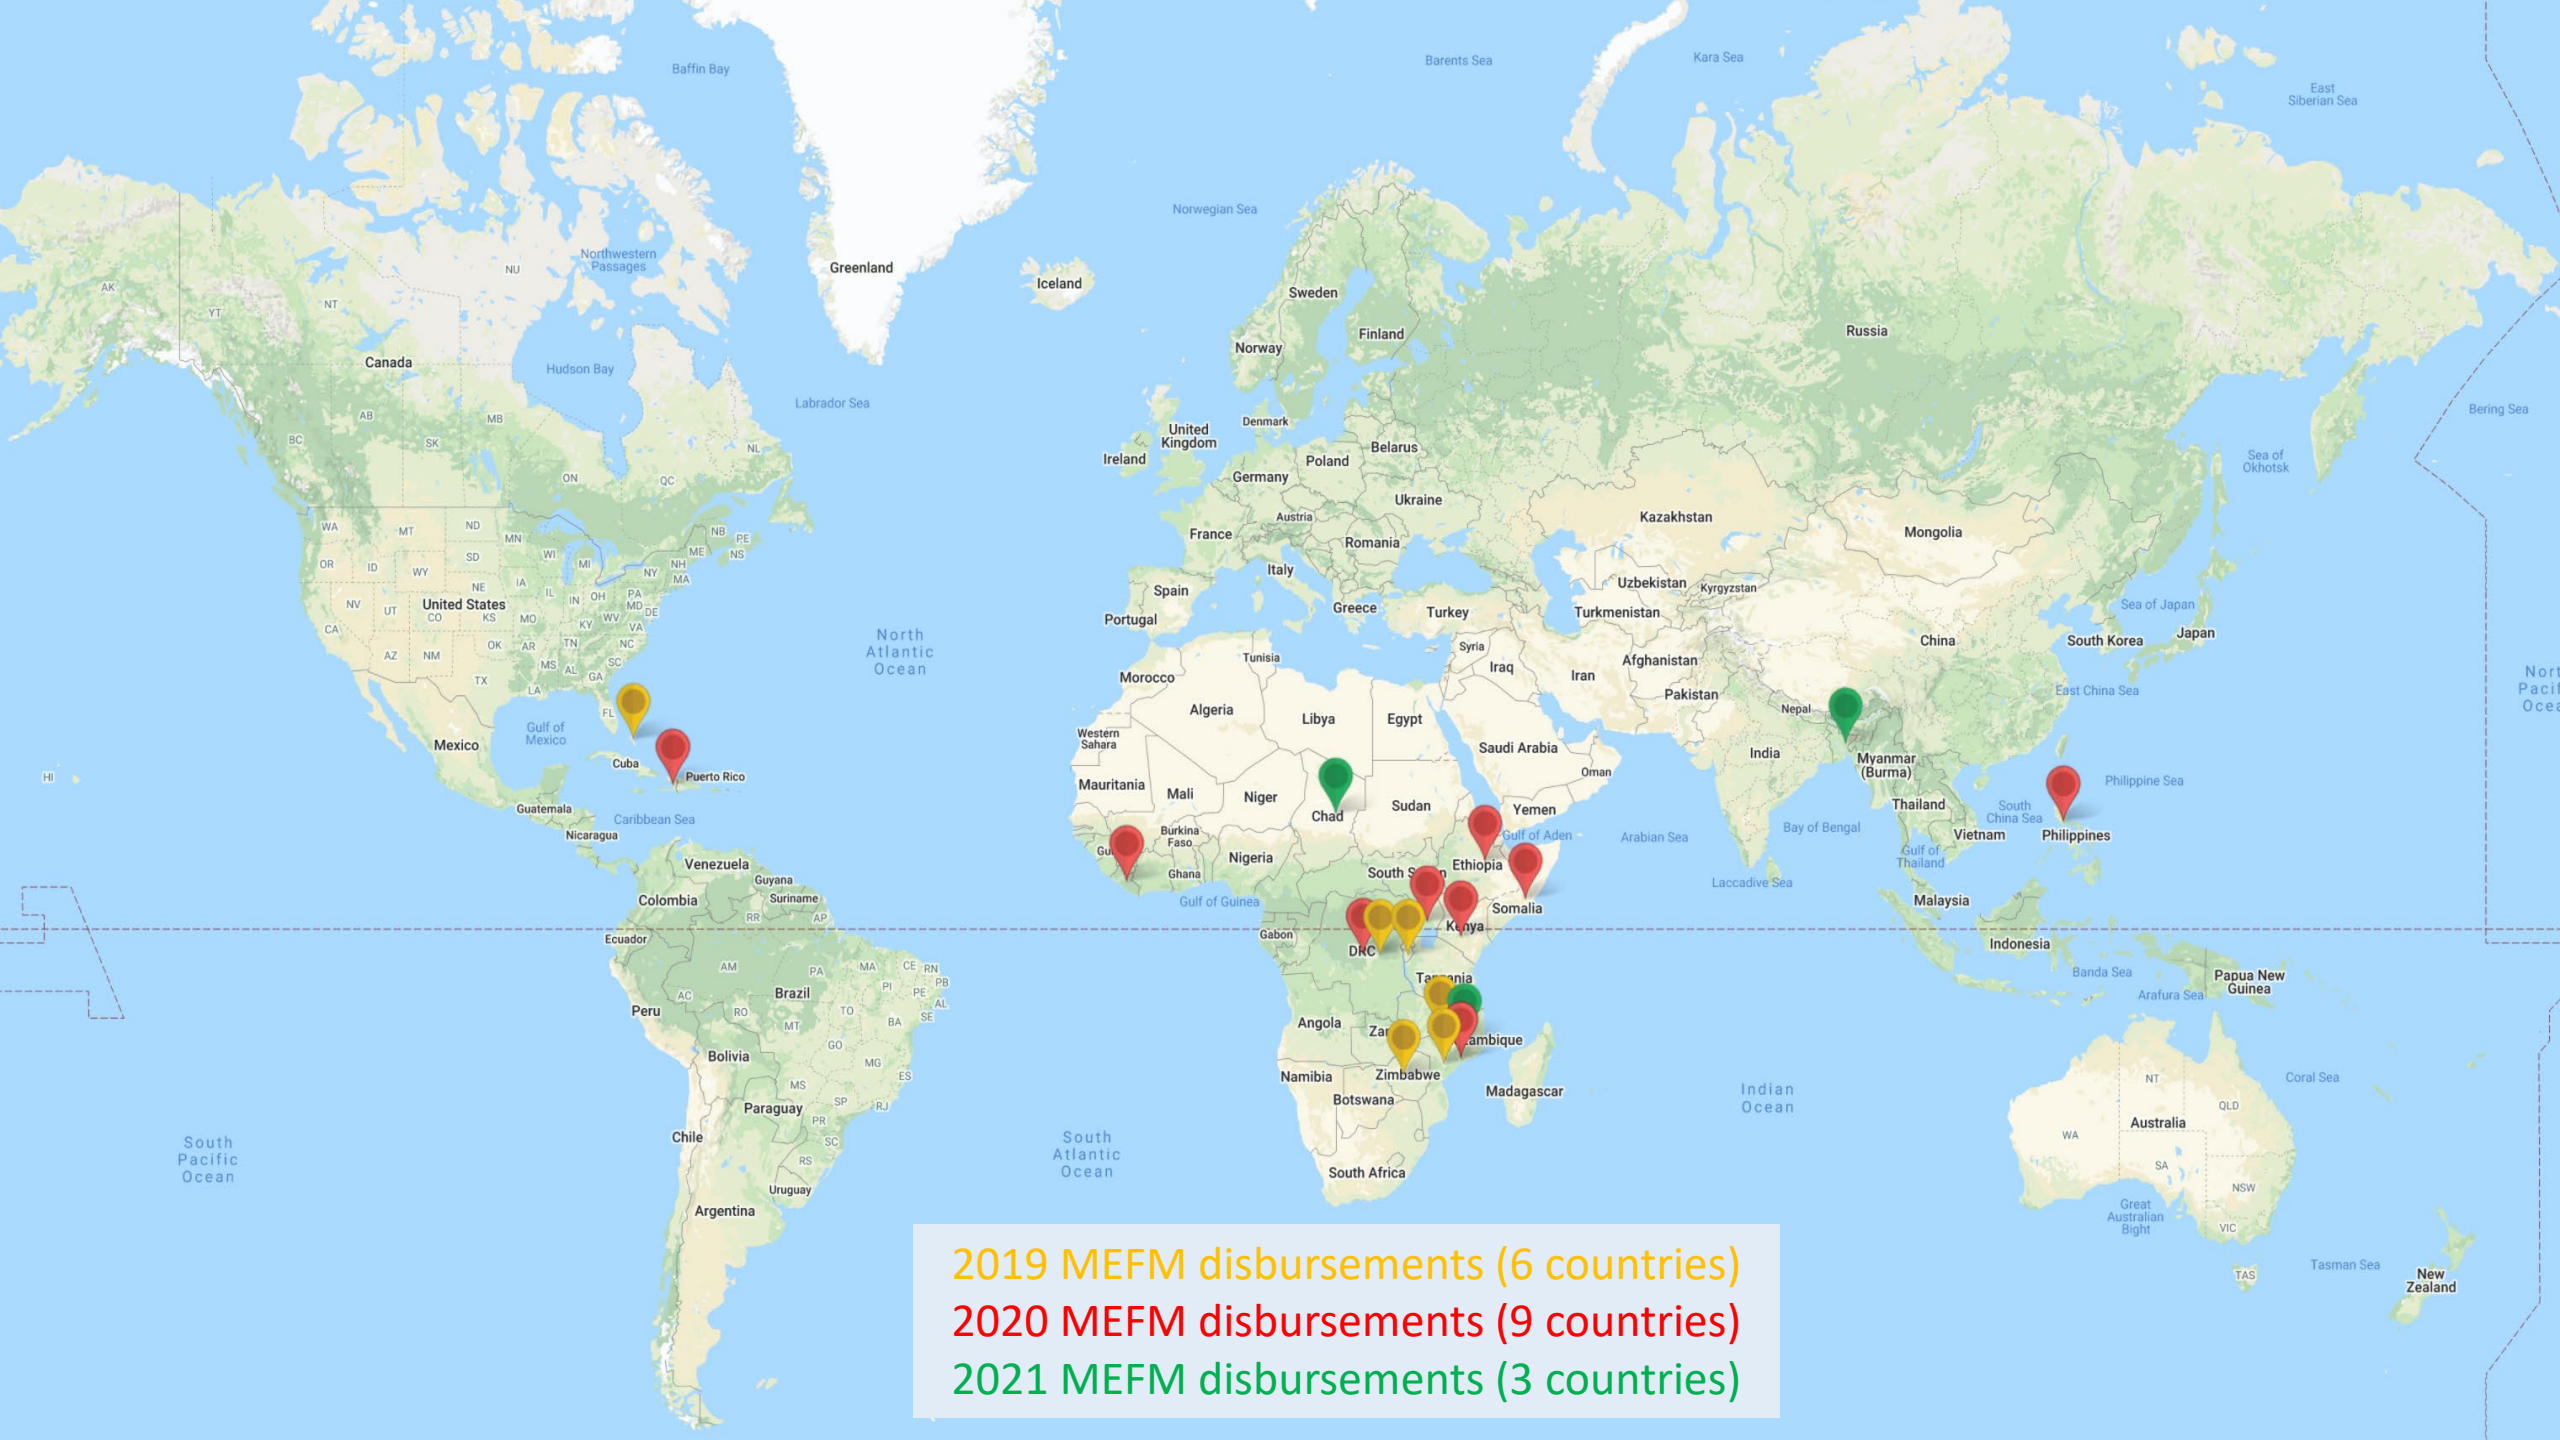 Baffin Bay
Barents Sea
Kara Sea
East
Siberian Sea
Norwegian Sea
Northwestern
Passages
NU
Greenland
Iceland
AK
YT
NT
Sweden
Finland
Russia
Norway
Canada
Hudson Bay
Labrador Sea
Bering Sea
AB
MB
BC
SK
NL
ON
QC
Denmark
United
Kingdom
Ireland
Belarus
Poland
Germany
Ukraine
Sea of
Okhotsk
Austria
France
Romania
Kazakhstan
Mongolia
WA
MT
ND
MN
NB
PE
ME
NS
OR
ID
SD
WI
MI
NH
WY
NY
MA
NE
IA
IL
IN
OH
PA
MD
DE
NV
UT
United States
CO
KS
MO
KY
WV
VA
CA
OK
AR
TN
NC
AZ
NM
MS
AL
SC
GA
TX
LA
FL
Italy
Spain
Portugal
Greece
Turkey
Uzbekistan
Kyrgyzstan
Turkmenistan
Sea of Japan
South Korea
Japan
China
North
Atlantic
Ocean
Tunisia
Syria
Iraq
Iran
Afghanistan
Pakistan
Morocco
Algeria
Libya
Egypt
Nepal
East China Sea
Western
Sahara
Saudi Arabia
India
Myanmar
(Burma)
Oman
Gulf of
Mexico
Mexico
Cuba
Puerto Rico
HI
Mauritania
Mali
Niger
Chad
Sudan
Yemen
Thailand
South
China Sea
Philippine Sea
Guatemala
Caribbean Sea
Nicaragua
Burkina
Faso
Gulf of Aden
Arabian Sea
Bay of Bengal
Vietnam
Philippines
Venezuela
Guyana
Nigeria
Ghana
Ethiopia
Gulf of
Thailand
South
Laccadive Sea
Colombia
Suriname
Gulf of Guinea
Somalia
Malaysia
RR
AP
Kenya
Ecuador
Gabon
DRC
Indonesia
AM
PA
MA
CE
RN
PB
PI
PE
AL
Tanzania
Banda Sea
Papua New
Guinea
Arafura Sea
AC
Brazil
Peru
RO
TO
SE
MT
BA
Angola
GO
Bolivia
MG
ES
Namibia
Zimbabwe
MS
Botswana
Madagascar
Indian
Ocean
NT
Coral Sea
QLD
Paraguay
SP
RJ
PR
Australia
WA
South
Pacific
Ocean
Chile
SC
South
Atlantic
Ocean
RS
SA
South Africa
Uruguay
NSW
Argentina
Great
Australian
Bight
VIC
TAS
Tasman Sea
New
Zealand
2019 MEFM disbursements (6 countries)
2020 MEFM disbursements (9 countries)
2021 MEFM disbursements (3 countries)